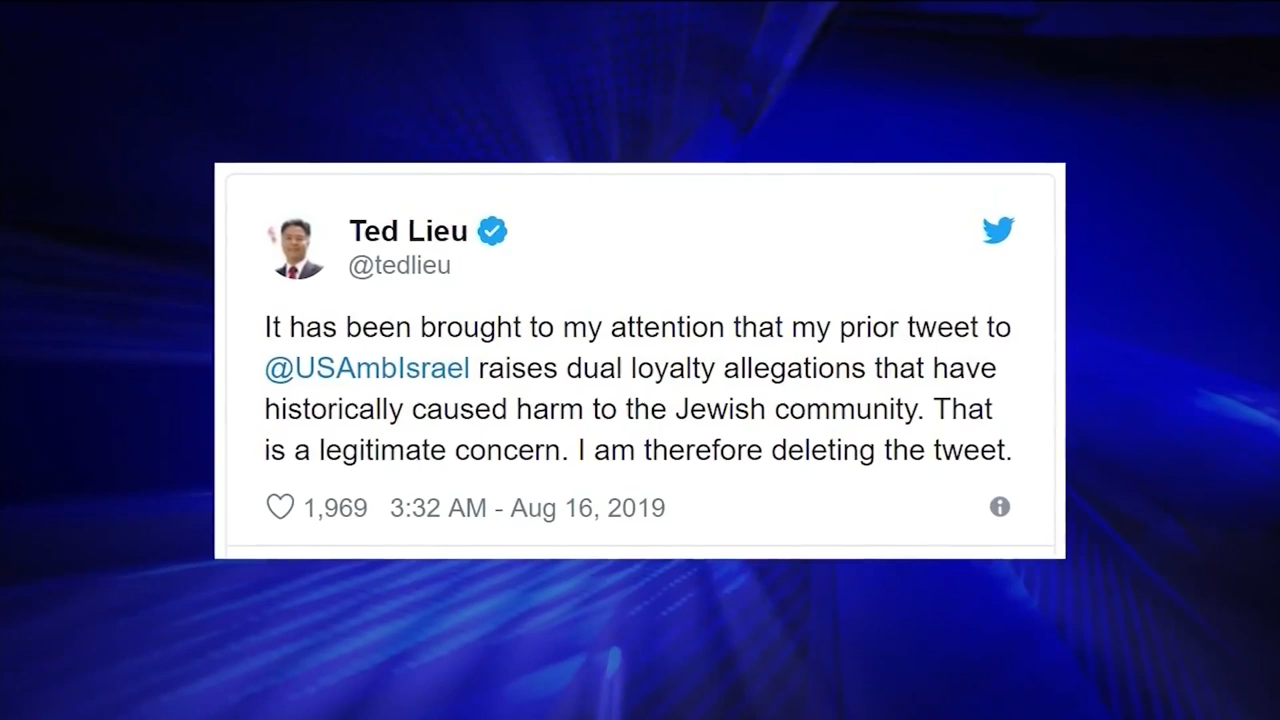 Ted Lieu
@tedlieu
It has been brought to my attention that my prior tweet to
@USAmbIsrael raises dual loyalty allegations that have
historically caused harm to the Jewish community. That
is a legitimate concern. I am therefore deleting the tweet.
1,969 3:32 AM - Aug 16, 2019